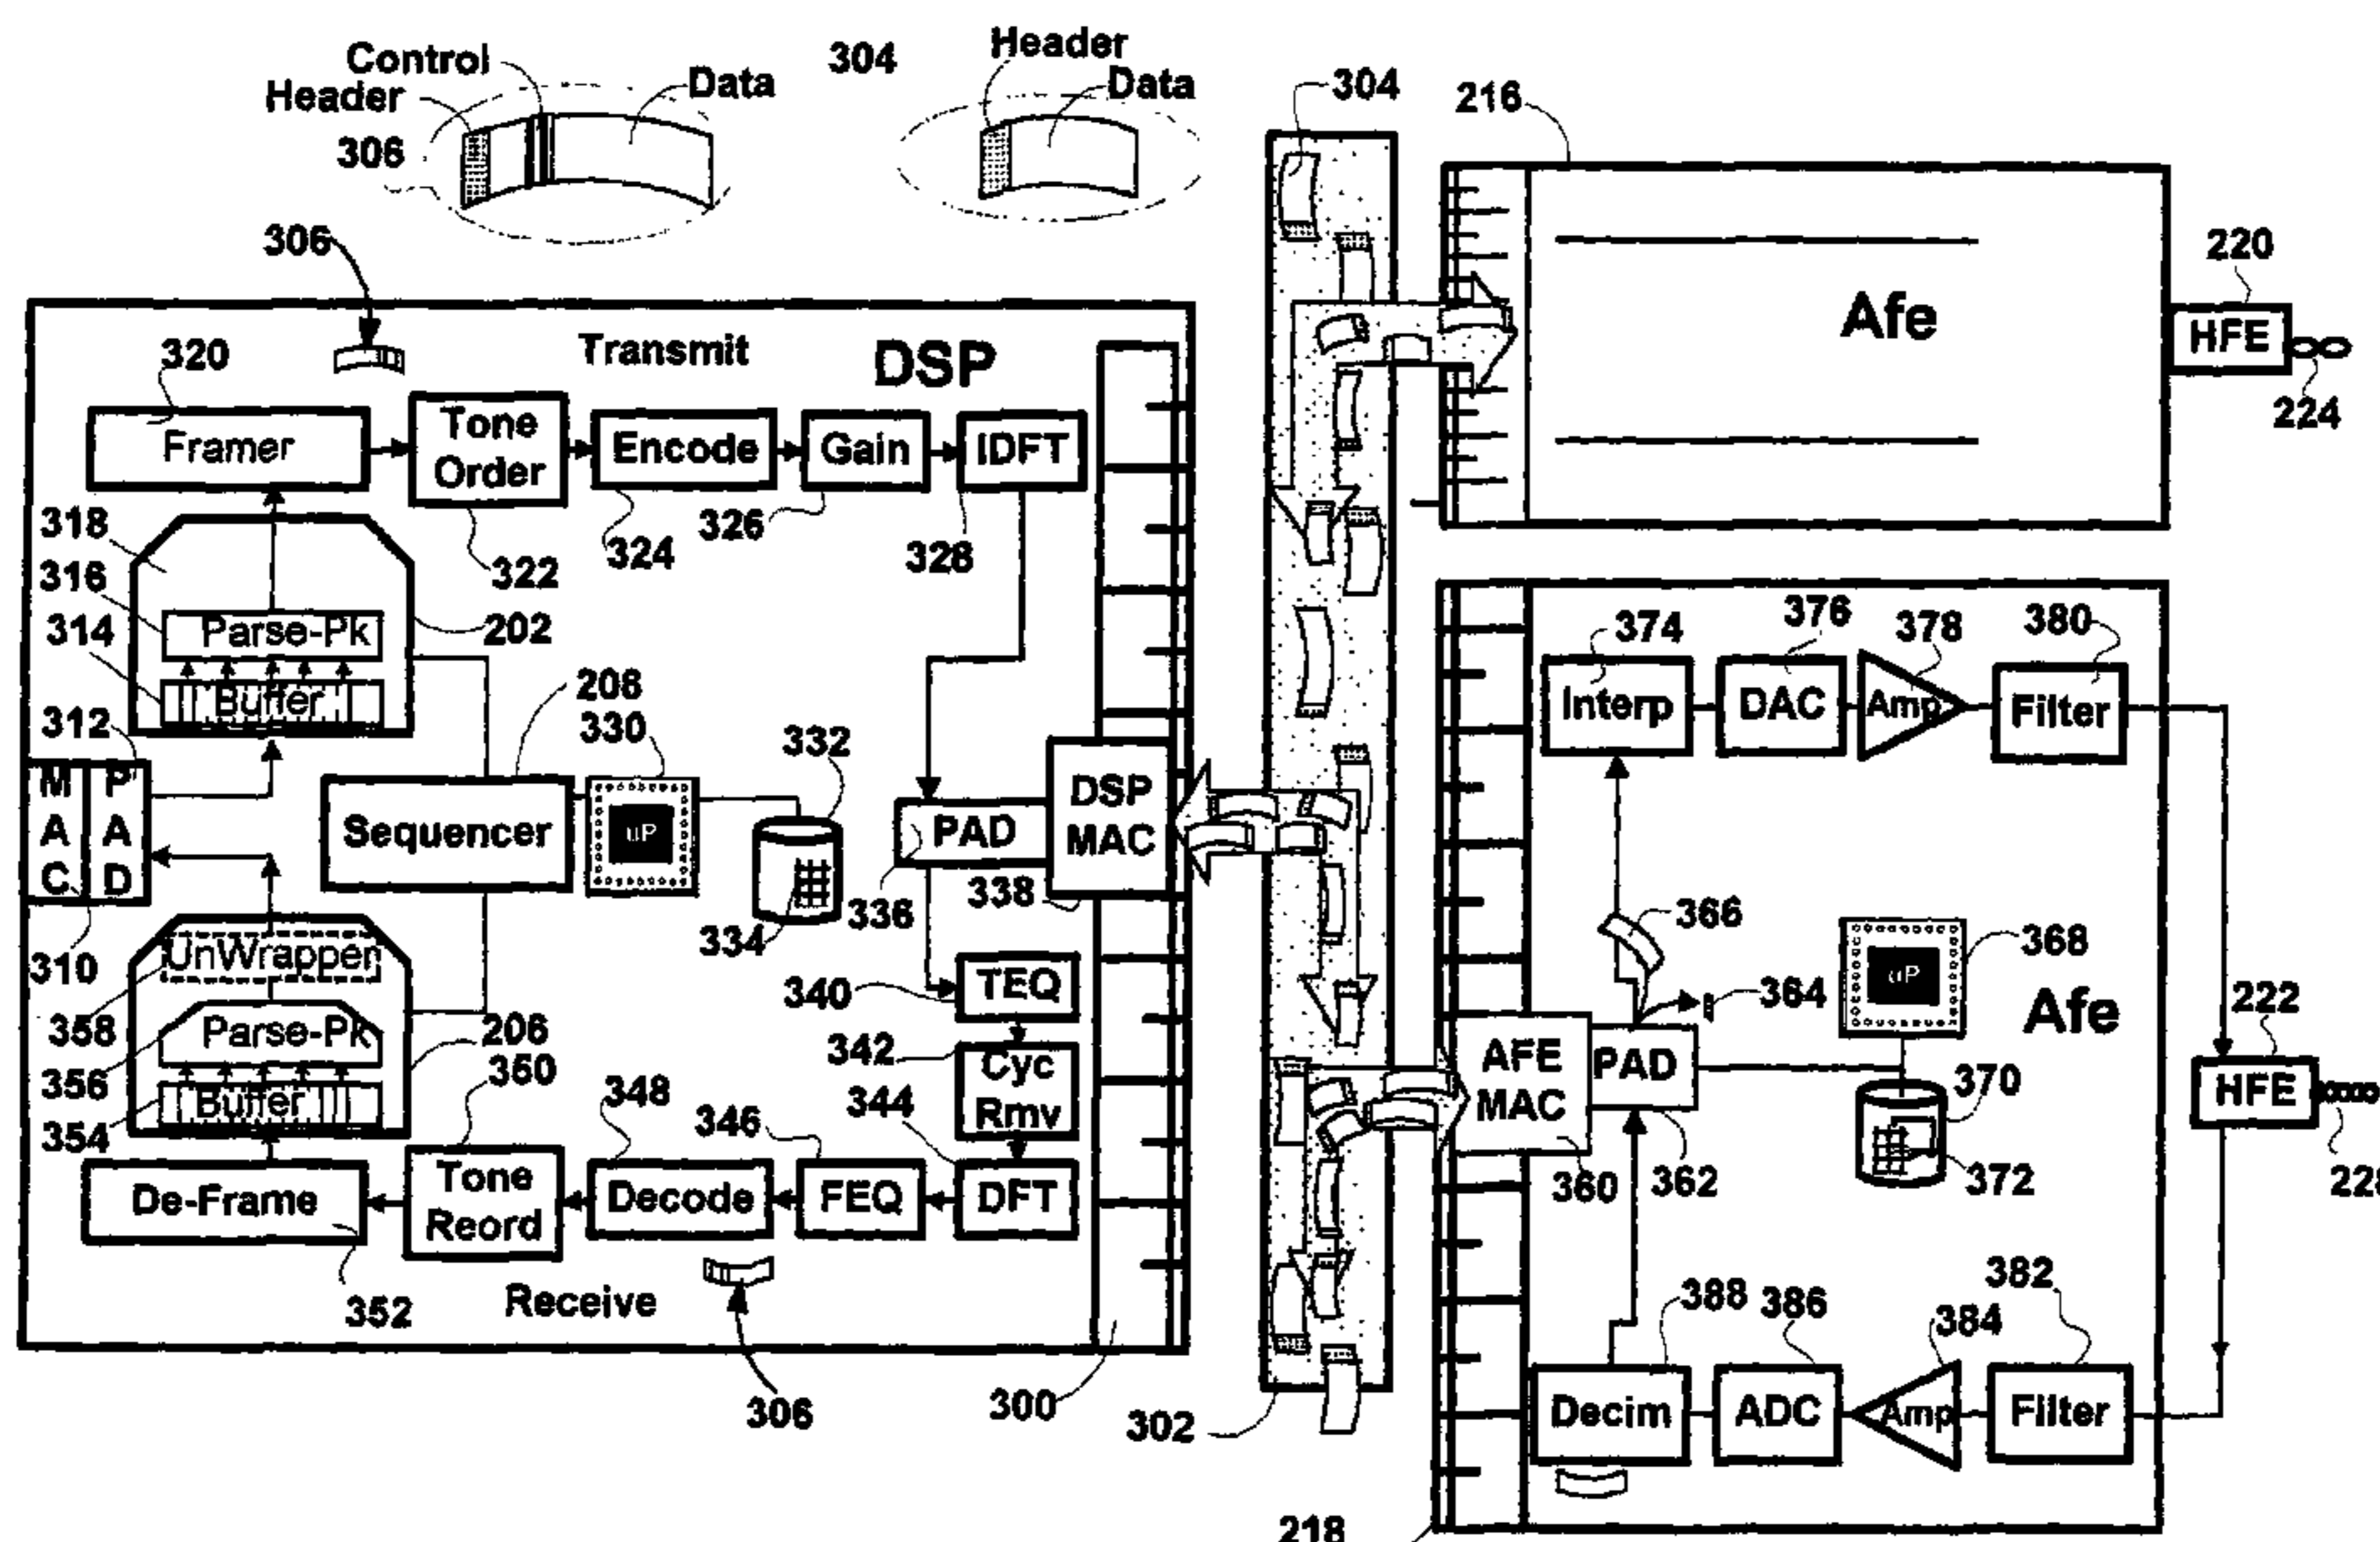 Control
Header
Data
306
304
Header
Data
304
216
306
320
Transmit
DSP
Framer
Tone
Order
Encode
Gain
IDFT
318
316
314
312
322
324
326
328
Parse-Pk
Buffer
202
208
330
332
MAC
PAD
Sequencer
uP
334
PAD
336
DSP
MAC
338
310
UnWrapper
358
Parse-Pk
356
206
Buffer
354
350
TEQ
340
342
Cyc
Rmv
344
346
348
De-Frame
Tone
Reord
Decode
FEQ
DFT
352
Receive
306
300
302
Afe
220
HFE
224
374
376
378
380
Interp
DAC
Amp
Filter
366
364
uP
368
Afe
222
HFE
AFE
MAC
PAD
370
360
362
372
388
386
384
382
Decim
ADC
Amp
Filter
218